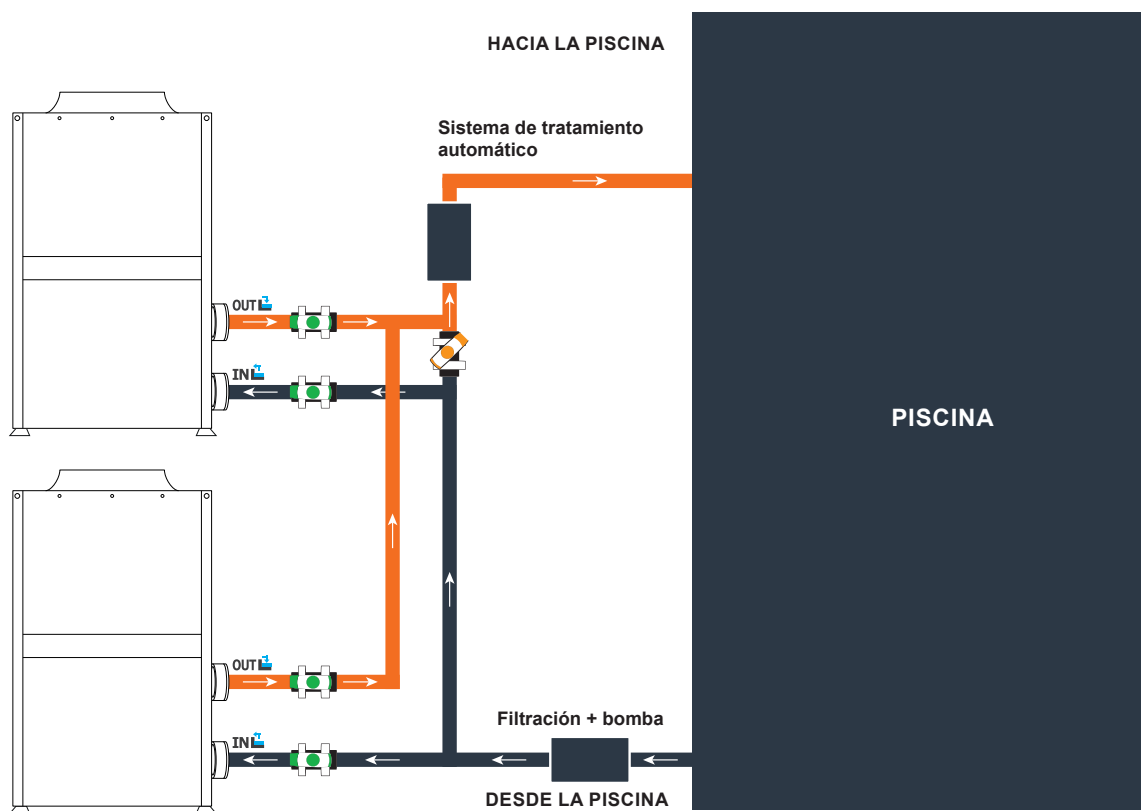 HACIA LA PISCINA
Sistema de tratamiento
automático
OUT
IN
PISCINA
OUT
Filtración + bomba
IN
DESDE LA PISCINA